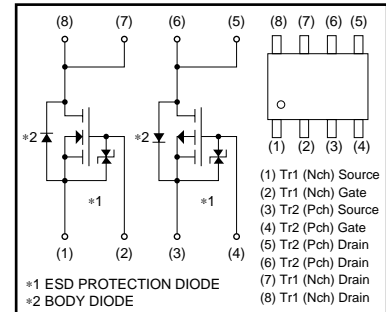 (8) (7) (6) (5)
(8) (7) (6) (5)
*2 *2
*1 *1
(1) (2) (3) (4)
(1) (2) (3) (4)
(1) Tr1 (Nch) Source
(2) Tr1 (Nch) Gate
(3) Tr2 (Pch) Source
(4) Tr2 (Pch) Gate
(5) Tr2 (Pch) Drain
(6) Tr2 (Pch) Drain
(7) Tr1 (Nch) Drain
(8) Tr1 (Nch) Drain
*1 ESD PROTECTION DIODE
*2 BODY DIODE